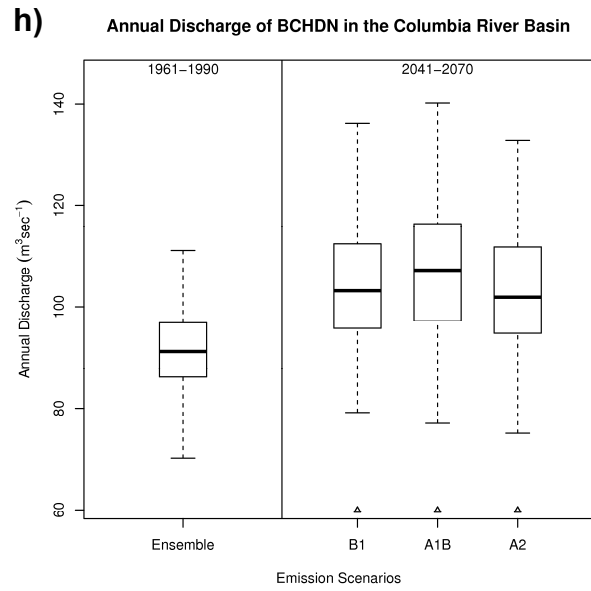 h)
Annual Discharge of BCHDN in the Columbia River Basin
1961−1990
2041−2070
140
120
100
80
60
Annual Discharge (m³sec⁻¹)
Ensemble
B1
A1B
A2
Emission Scenarios